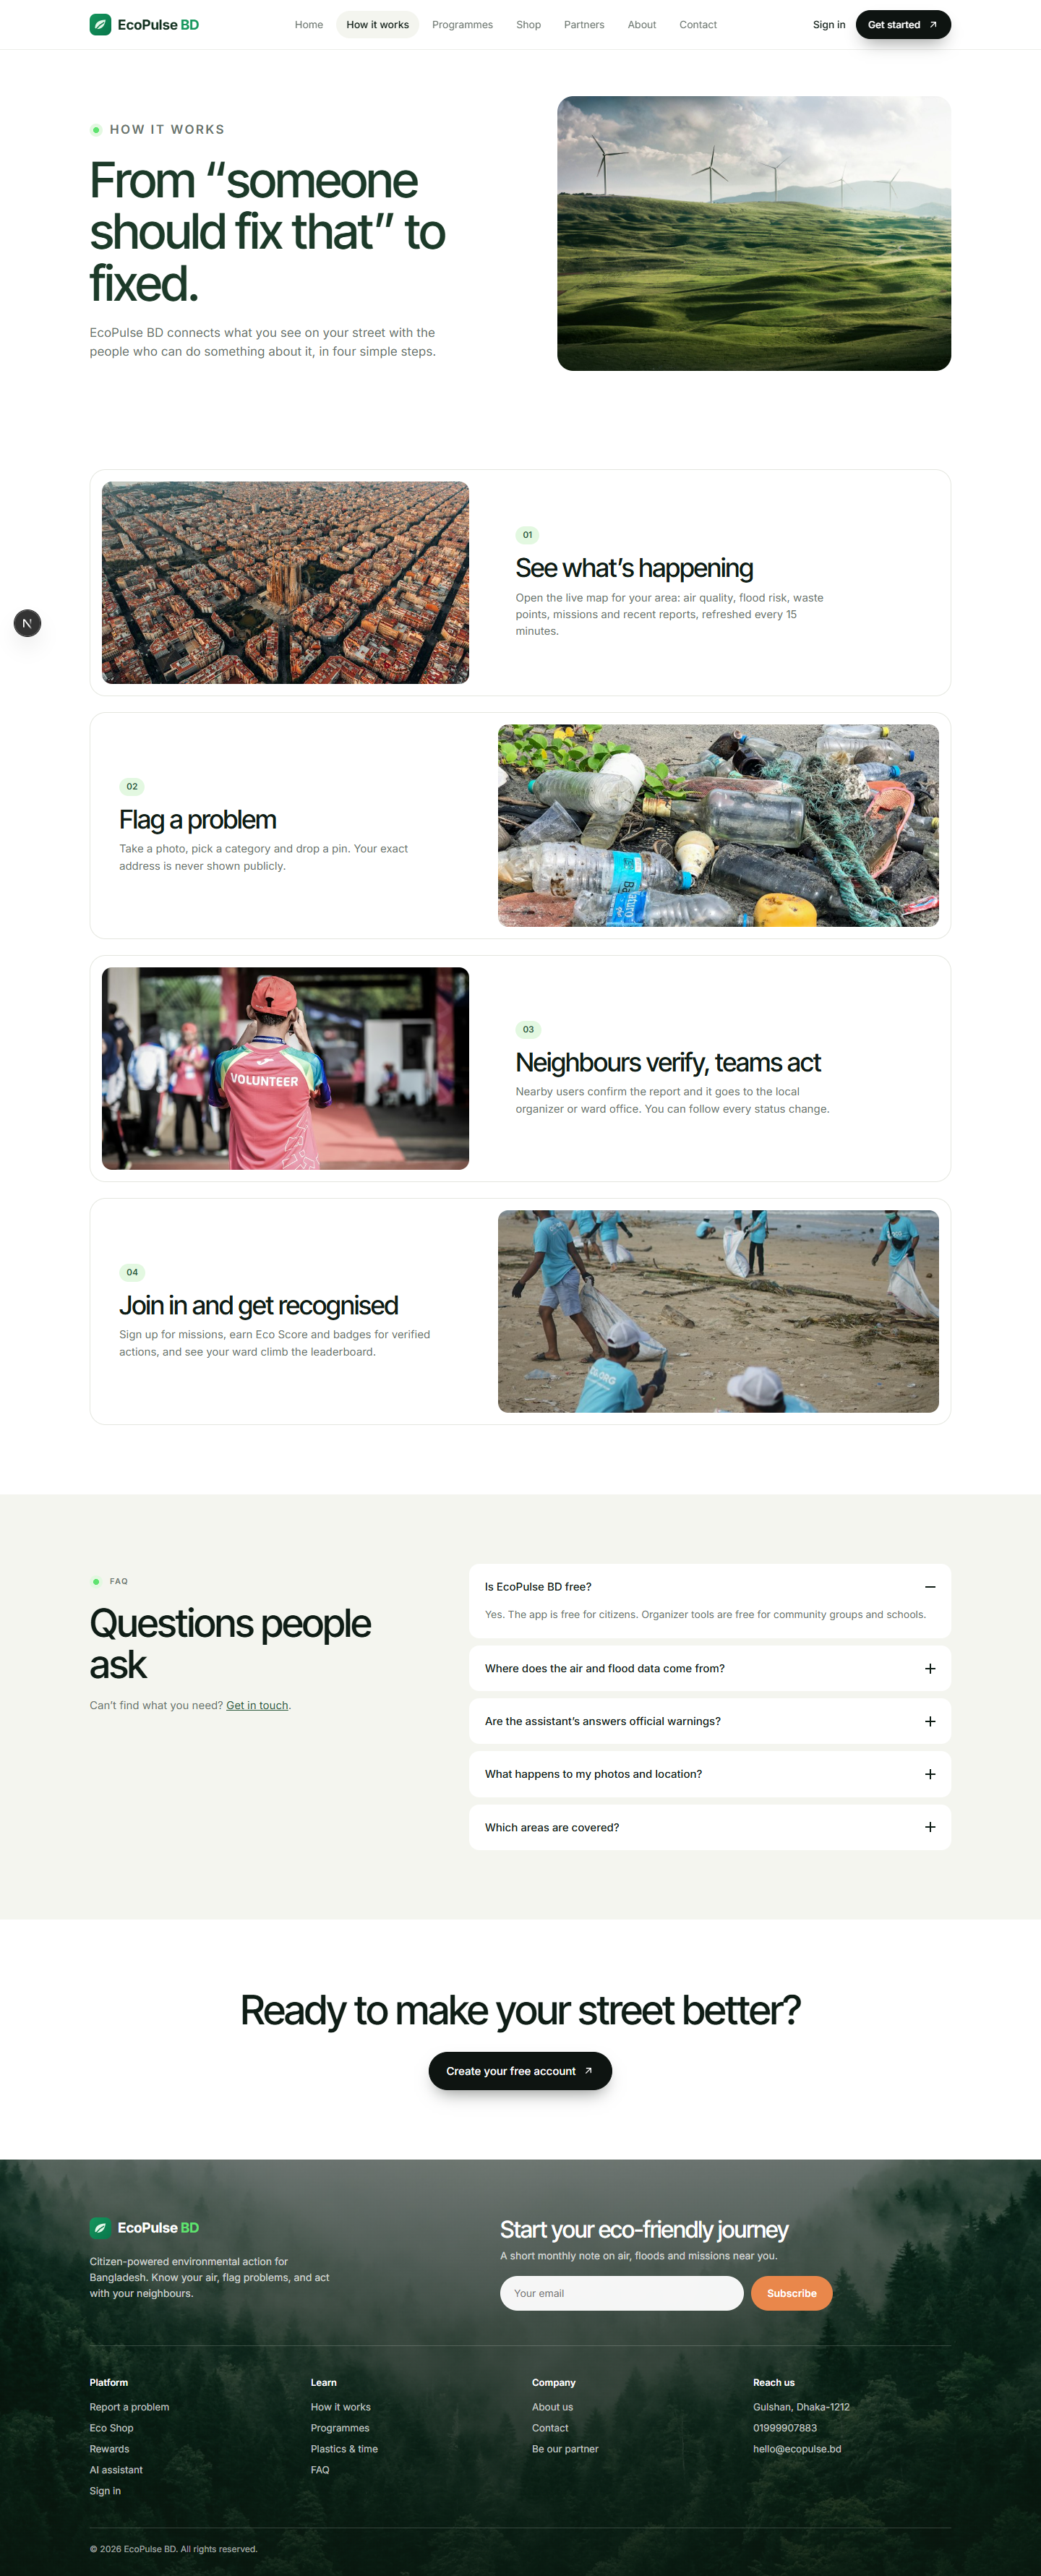 EcoPulse BD
Home
How it works
Programmes
Shop
Partners
About
Contact
Sign in
Get started
HOW IT WORKS
From “someone
should fix that” to
fixed.
EcoPulse BD connects what you see on your street with the
people who can do something about it, in four simple steps.
01
See what’s happening
Open the live map for your area: air quality, flood risk, waste
points, missions and recent reports, refreshed every 15
minutes.
N
02
Flag a problem
Take a photo, pick a category and drop a pin. Your exact
address is never shown publicly.
VOLUNTEER
03
Neighbours verify, teams act
Nearby users confirm the report and it goes to the local
organizer or ward office. You can follow every status change.
04
Join in and get recognised
Sign up for missions, earn Eco Score and badges for verified
actions, and see your ward climb the leaderboard.
FAQ
Questions people
ask
Can’t find what you need? Get in touch.
Is EcoPulse BD free?
Yes. The app is free for citizens. Organizer tools are free for community groups and schools.
Where does the air and flood data come from?
Are the assistant’s answers official warnings?
What happens to my photos and location?
Which areas are covered?
Ready to make your street better?
Create your free account
EcoPulse BD
Citizen-powered environmental action for
Bangladesh. Know your air, flag problems, and act
with your neighbours.
Start your eco-friendly journey
A short monthly note on air, floods and missions near you.
Your email
Subscribe
Platform
Report a problem
Eco Shop
Rewards
AI assistant
Sign in
Learn
How it works
Programmes
Plastics & time
FAQ
Company
About us
Contact
Be our partner
Reach us
Gulshan, Dhaka-1212
01999907883
hello@ecopulse.bd
© 2026 EcoPulse BD. All rights reserved.